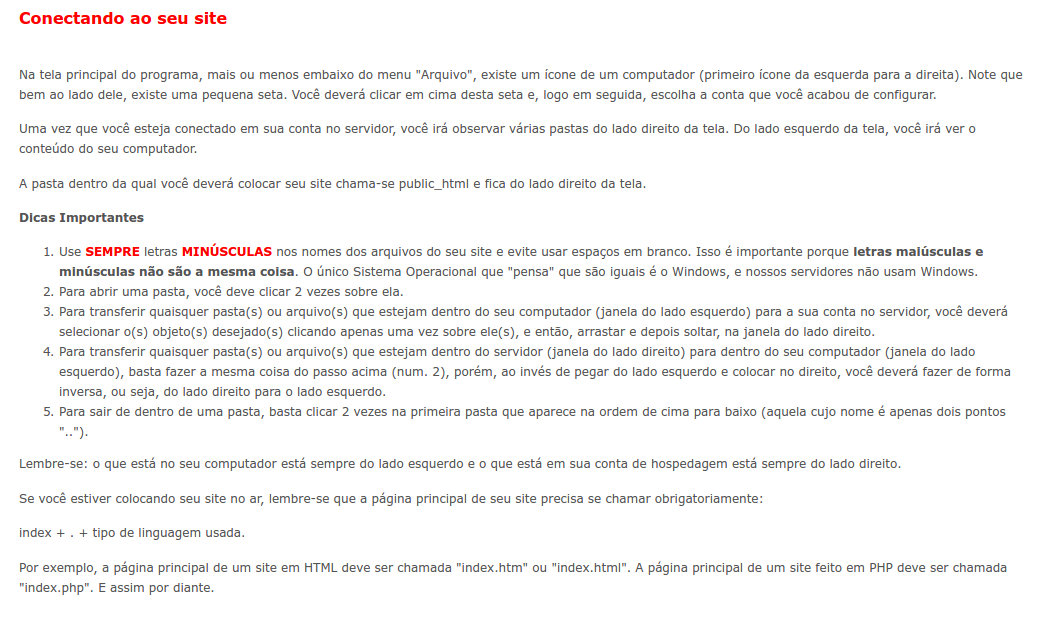 Conectando ao seu site
Na tela principal do programa, mais ou menos embaixo do menu "Arquivo", existe um ícone de um computador (primeiro ícone da esquerda para a direita). Note que
bem ao lado dele, existe uma pequena seta. Você deverá clicar em cima desta seta e, logo em seguida, escolha a conta que você acabou de configurar.
Uma vez que você esteja conectado em sua conta no servidor, você irá observar várias pastas do lado direito da tela. Do lado esquerdo da tela, você irá ver o
conteúdo do seu computador.
A pasta dentro da qual você deverá colocar seu site chama-se public_html e fica do lado direito da tela.
Dicas Importantes
1. Use SEMPRE letras MINÚSCULAS nos nomes dos arquivos do seu site e evite usar espaços em branco. Isso é importante porque letras maiúsculas e
minúsculas não são a mesma coisa. O único Sistema Operacional que "pensa" que são iguais é o Windows, e nossos servidores não usam Windows.
2. Para abrir uma pasta, você deve clicar 2 vezes sobre ela.
3. Para transferir quaisquer pasta(s) ou arquivo(s) que estejam dentro do seu computador (janela do lado esquerdo) para a sua conta no servidor, você deverá
selecionar o(s) objeto(s) desejado(s) clicando apenas uma vez sobre ele(s), e então, arrastar e depois soltar, na janela do lado direito.
4. Para transferir quaisquer pasta(s) ou arquivo(s) que estejam dentro do servidor (janela do lado direito) para dentro do seu computador (janela do lado
esquerdo), basta fazer a mesma coisa do passo acima (num. 2), porém, ao invés de pegar do lado esquerdo e colocar no direito, você deverá fazer de forma
inversa, ou seja, do lado direito para o lado esquerdo.
5. Para sair de dentro de uma pasta, basta clicar 2 vezes na primeira pasta que aparece na ordem de cima para baixo (aquela cujo nome é apenas dois pontos
"..").
Lembre-se: o que está no seu computador está sempre do lado esquerdo e o que está em sua conta de hospedagem está sempre do lado direito.
Se você estiver colocando seu site no ar, lembre-se que a página principal de seu site precisa se chamar obrigatoriamente:
index + . + tipo de linguagem usada.
Por exemplo, a página principal de um site em HTML deve ser chamada "index.htm" ou "index.html". A página principal de um site feito em PHP deve ser chamada
"index.php". E assim por diante.